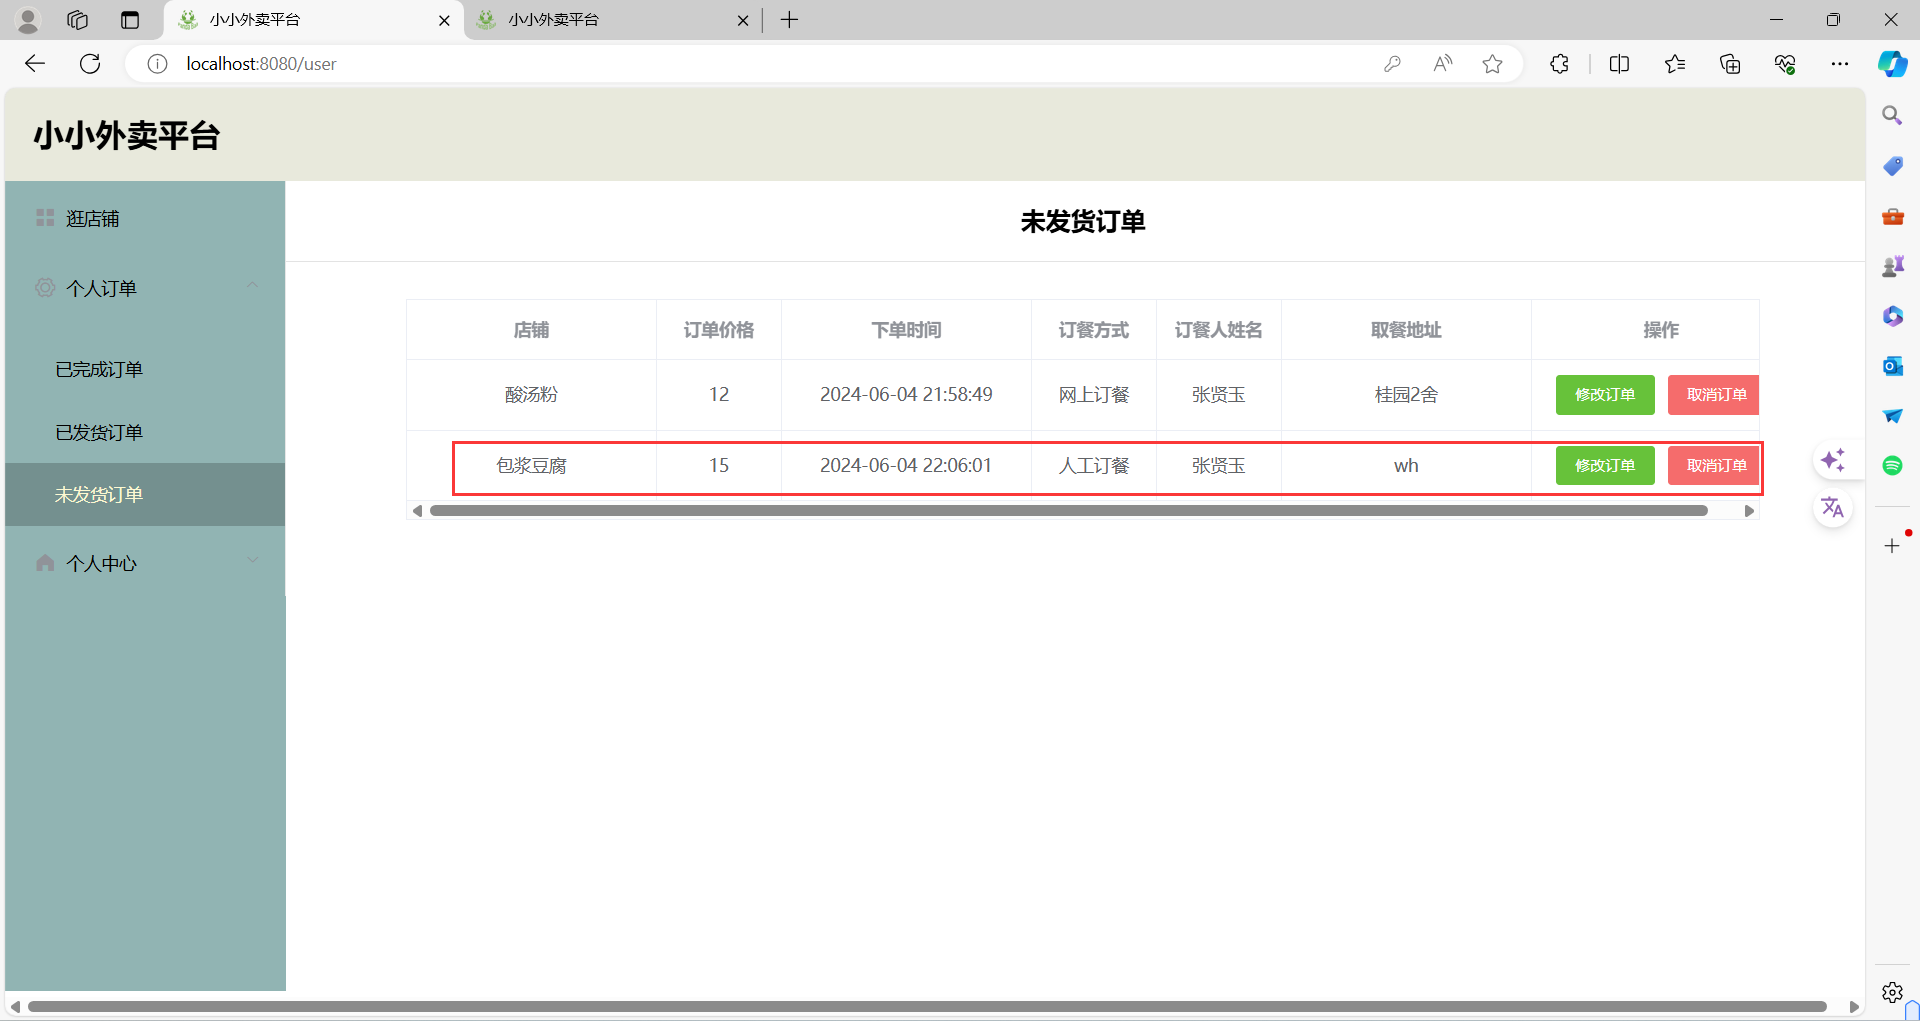 小小外卖平台
小小外卖平台
localhost:8080/user
小小外卖平台
逛店铺
个人订单
已完成订单
已发货订单
未发货订单
个人中心
未发货订单
店铺 订单价格 下单时间 订餐方式 订餐人姓名 取餐地址 操作
酸汤粉 12 2024-06-04 21:58:49 网上订餐 张贤玉 桂园2舍 修改订单 取消订单
包浆豆腐 15 2024-06-04 22:06:01 人工订餐 张贤玉 wh 修改订单 取消订单